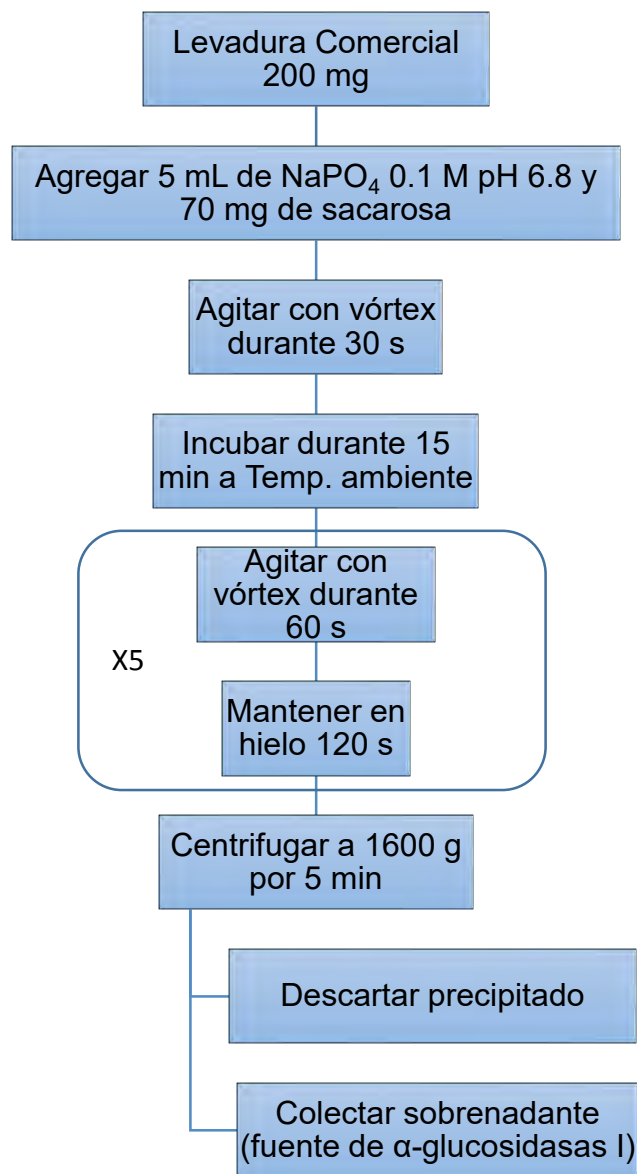 Levadura Comercial
200 mg
Agregar 5 mL de NaPO₄ 0.1 M pH 6.8 y
70 mg de sacarosa
Agitar con vórtex
durante 30 s
Incubar durante 15
min a Temp. ambiente
Agitar con
vórtex durante
60 s
X5
Mantener en
hielo 120 s
Centrifugar a 1600 g
por 5 min
Descartar precipitado
Colectar sobrenadante
(fuente de α-glucosidasas I)